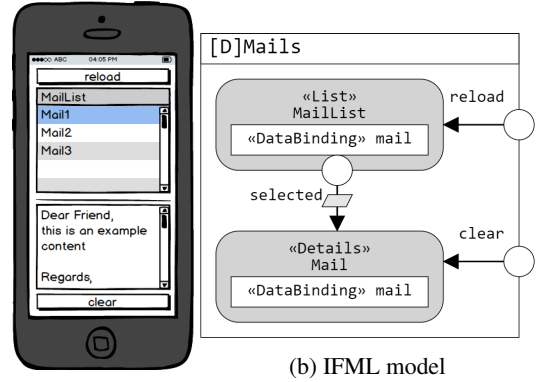 ABC 04:05 PM
reload
MailList
Mail1
Mail2
Mail3
Dear Friend,
this is an example
content
Regards,
clear
[D]Mails
«List»
MailList
«DataBinding» mail
reload
selected
«Details»
Mail
«DataBinding» mail
clear
(b) IFML model